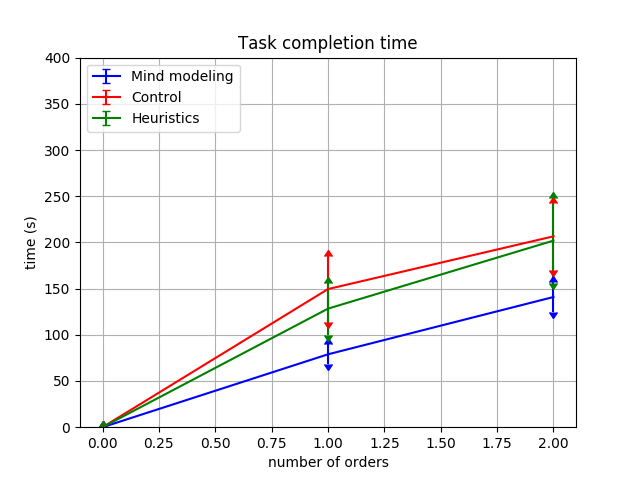 Task completion time
400
350
300
250
200
150
100
50
0
time (s)
Mind modeling
Control
Heuristics
0.00 0.25 0.50 0.75 1.00 1.25 1.50 1.75 2.00
number of orders